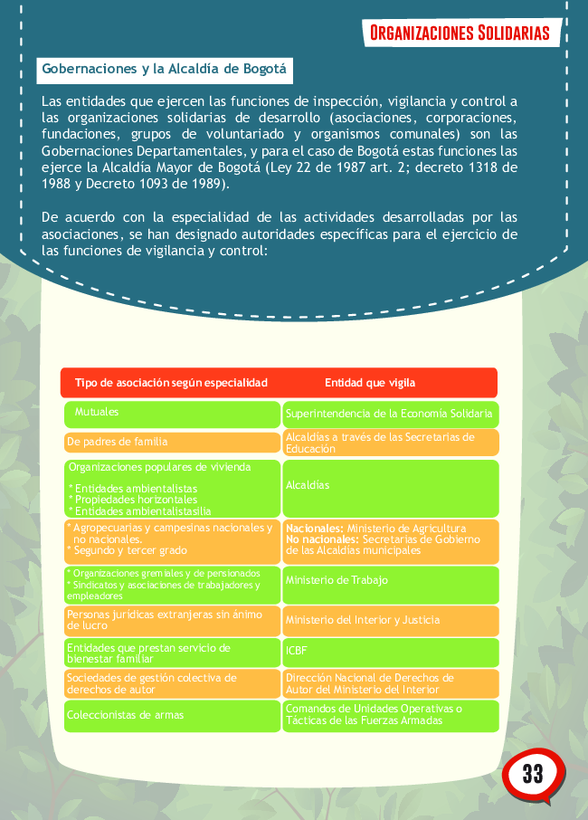 Organizaciones Solidarias
Gobernaciones y la Alcaldía de Bogotá
Las entidades que ejercen las funciones de inspección, vigilancia y control a
las organizaciones solidarias de desarrollo (asociaciones, corporaciones,
fundaciones, grupos de voluntariado y organismos comunales) son las
Gobernaciones Departamentales, y para el caso de Bogotá estas funciones las
ejerce la Alcaldía Mayor de Bogotá (Ley 22 de 1987 art. 2; decreto 1318 de
1988 y Decreto 1093 de 1989).
De acuerdo con la especialidad de las actividades desarrolladas por las
asociaciones, se han designado autoridades específicas para el ejercicio de
las funciones de vigilancia y control:
Tipo de asociación según especialidad Entidad que vigila
Mutuales Superintendencia de la Economía Solidaria
De padres de familia
Alcaldías a través de las Secretarias de
Educación
Organizaciones populares de vivienda
* Entidades ambientalistas
* Propiedades horizontales
* Entidades ambientalistasilia
Alcaldías
* Agropecuarias y campesinas nacionales y
no nacionales.
* Segundo y tercer grado
Nacionales: Ministerio de Agricultura
No nacionales: Secretarías de Gobierno
de las Alcaldías municipales
* Organizaciones gremiales y de pensionados
* Sindicatos y asociaciones de trabajadores y
empleadores
Ministerio de Trabajo
Personas jurídicas extranjeras sin ánimo
de lucro
Ministerio del Interior y Justicia
Entidades que prestan servicio de
bienestar familiar
ICBF
Sociedades de gestión colectiva de
derechos de autor
Dirección Nacional de Derechos de
Autor del Ministerio del Interior
Coleccionistas de armas
Comandos de Unidades Operativas o
Tácticas de las Fuerzas Armadas
33